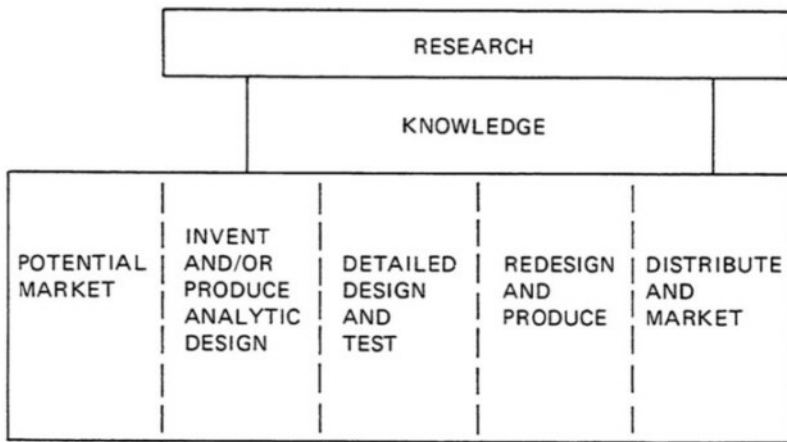 RESEARCH
KNOWLEDGE
POTENTIAL
MARKET
INVENT
AND/OR
PRODUCE
ANALYTIC
DESIGN
DETAILED
DESIGN
AND
TEST
REDESIGN
AND
PRODUCE
DISTRIBUTE
AND
MARKET